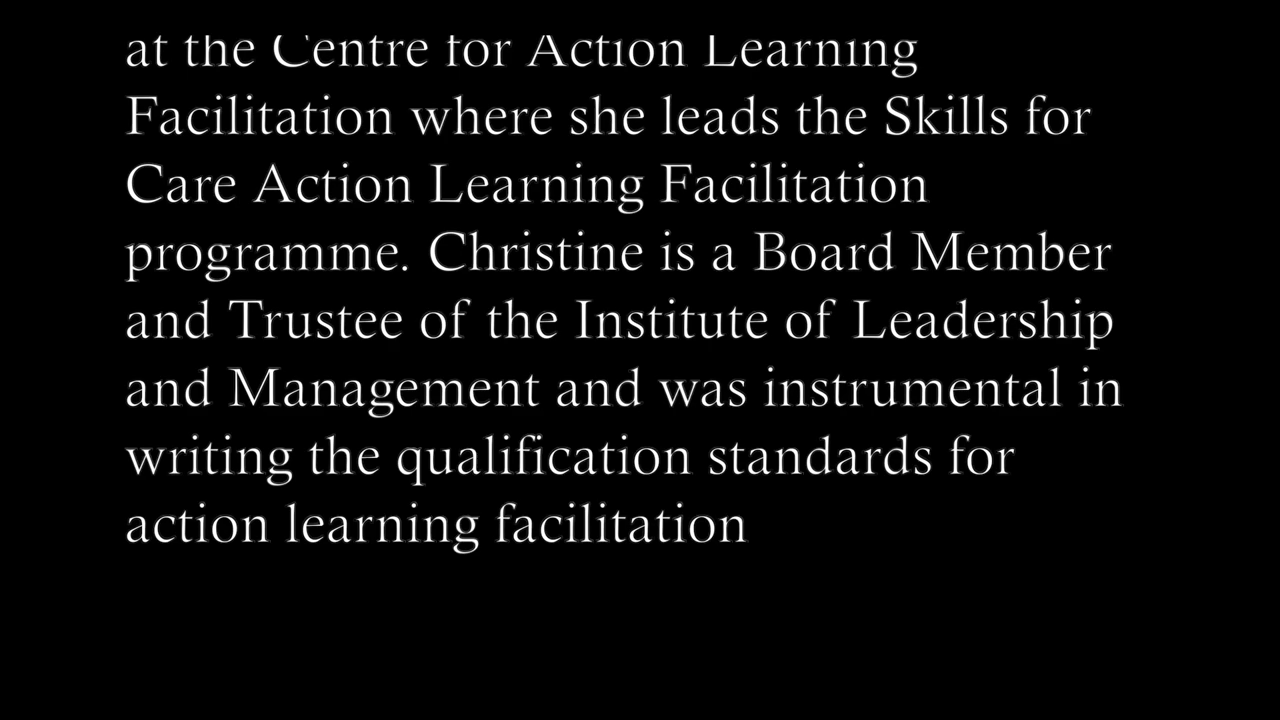 at the Centre for Action Learning
Facilitation where she leads the Skills for
Care Action Learning Facilitation
programme. Christine is a Board Member
and Trustee of the Institute of Leadership
and Management and was instrumental in
writing the qualification standards for
action learning facilitation